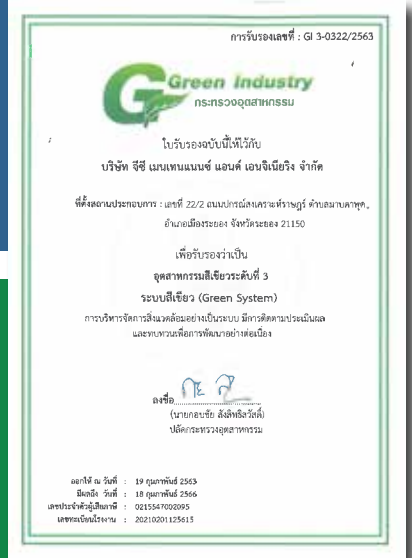 การรับรองเลขที่ : GI 3-0322/2563
Green Industry
กระทรวงอุตสาหกรรม
ใบรับรองฉบับนี้ให้ไว้กับ
บริษัท จีซี เมนเทนแนนซ์ แอนด์ เอนจิเนียริง จำกัด
ที่ตั้งสถานประกอบการ : เลขที่ 22/2 ถนนปกรณ์สงเคราะห์ราษฎร์ ตำบลมาบตาพุด
อำเภอเมืองระยอง จังหวัดระยอง 21150
เพื่อรับรองว่าเป็น
อุตสาหกรรมสีเขียวระดับที่ 3
ระบบสีเขียว (Green System)
การบริหารจัดการสิ่งแวดล้อมอย่างเป็นระบบ มีการติดตามประเมินผล
และทบทวนเพื่อการพัฒนาอย่างต่อเนื่อง
ลงชื่อ
(นายกอบชัย สังสิทธิสวัสดิ์)
ปลัดกระทรวงอุตสาหกรรม
ออกให้ ณ วันที่ : 19 กุมภาพันธ์ 2563
มีผลถึง วันที่ : 18 กุมภาพันธ์ 2566
เลขประจำตัวผู้เสียภาษี : 0215547002095
เลขทะเบียนโรงงาน : 20210201125615